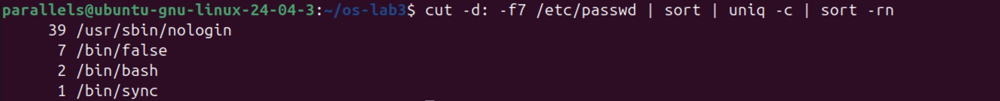 parallels@ubuntu-gnu-linux-24-04-3:~/os-lab3$ cut -d: -f7 /etc/passwd | sort | uniq -c | sort -rn
     39 /usr/sbin/nologin
      7 /bin/false
      2 /bin/bash
      1 /bin/sync